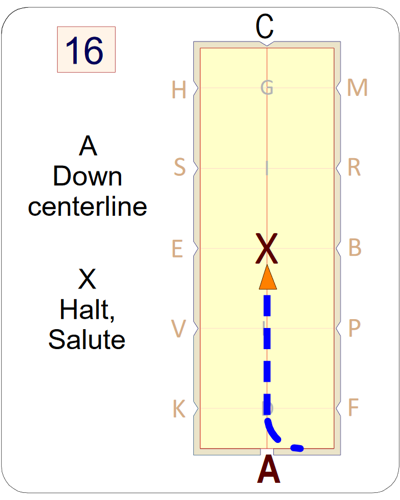 16
C
H G M
S I R
A
Down
centerline
E X B
X
Halt,
Salute
V L P
K D F
A